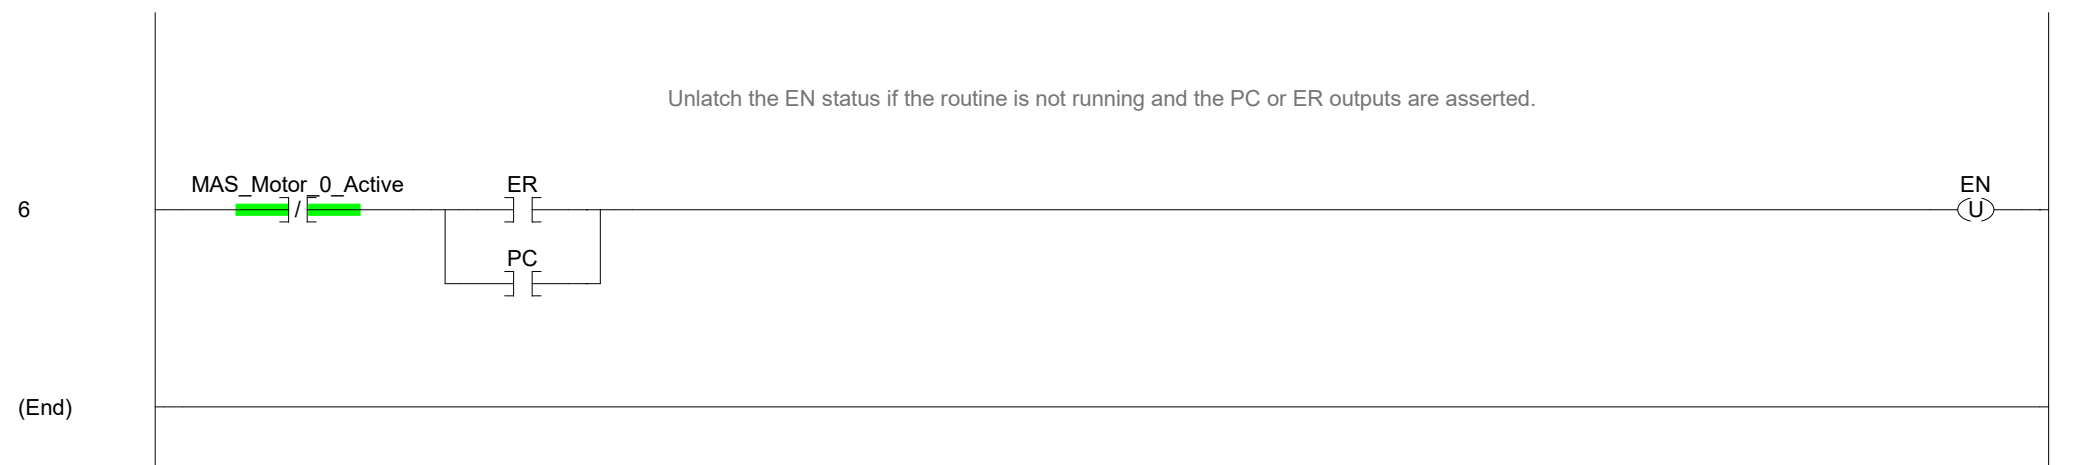 Unlatch the EN status if the routine is not running and the PC or ER outputs are asserted.
MAS_Motor_0_Active
ER
EN
6
/
U
PC
(End)